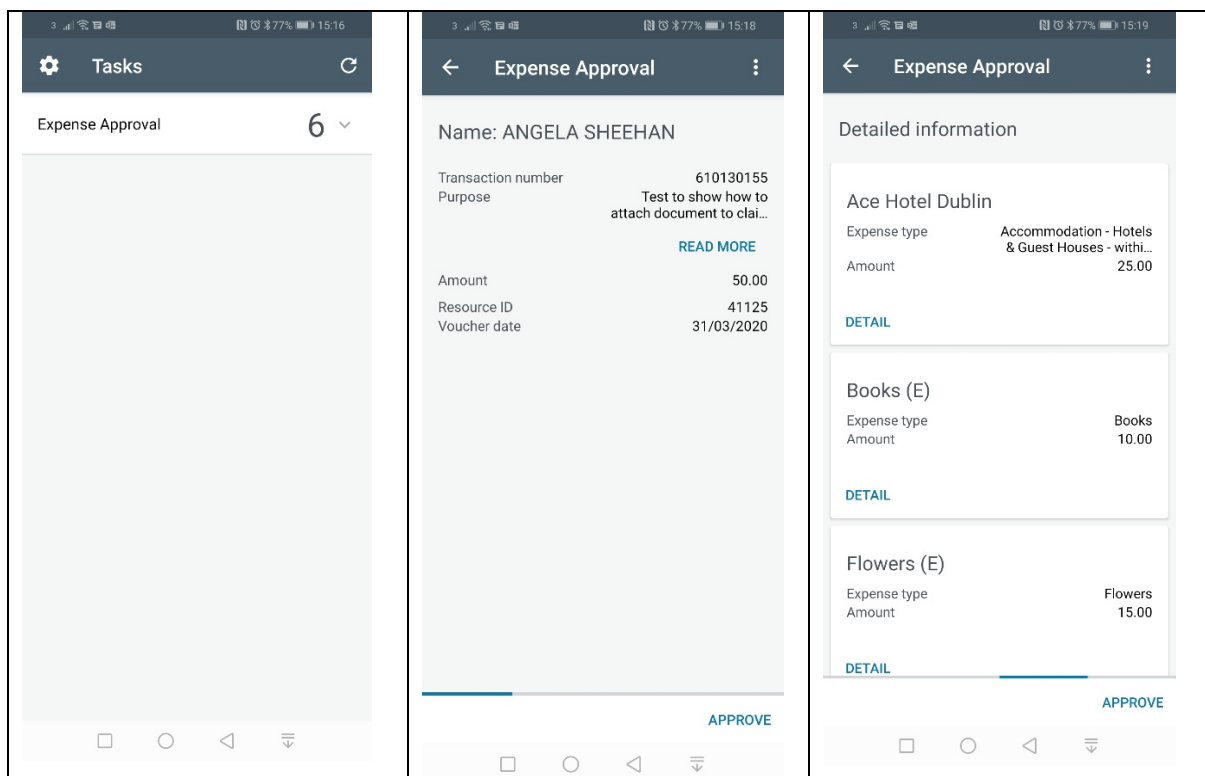 3 77% 15:16
Tasks
Expense Approval 6
3 77% 15:18
Expense Approval
Name: ANGELA SHEEHAN
Transaction number 610130155
Purpose Test to show how to
attach document to clai...
READ MORE
Amount 50.00
Resource ID 41125
Voucher date 31/03/2020
APPROVE
3 77% 15:19
Expense Approval
Detailed information
Ace Hotel Dublin
Expense type Accommodation - Hotels
& Guest Houses - withi...
Amount 25.00
DETAIL
Books (E)
Expense type Books
Amount 10.00
DETAIL
Flowers (E)
Expense type Flowers
Amount 15.00
DETAIL
APPROVE